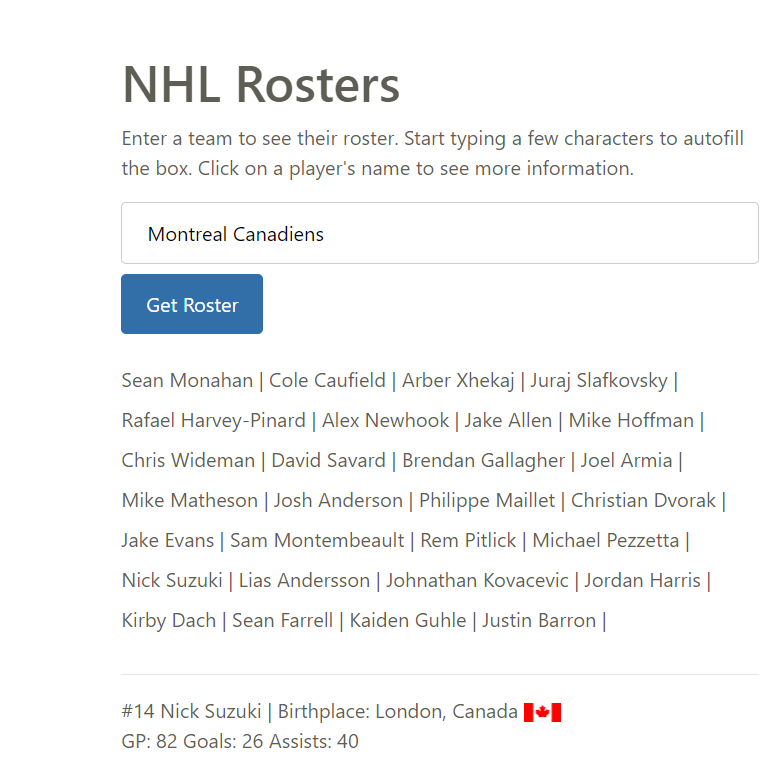 NHL Rosters
Enter a team to see their roster. Start typing a few characters to autofill
the box. Click on a player's name to see more information.
Montreal Canadiens
Get Roster
Sean Monahan | Cole Caufield | Arber Xhekaj | Juraj Slafkovsky |
Rafael Harvey-Pinard | Alex Newhook | Jake Allen | Mike Hoffman |
Chris Wideman | David Savard | Brendan Gallagher | Joel Armia |
Mike Matheson | Josh Anderson | Philippe Maillet | Christian Dvorak |
Jake Evans | Sam Montembeault | Rem Pitlick | Michael Pezzetta |
Nick Suzuki | Lias Andersson | Johnathan Kovacevic | Jordan Harris |
Kirby Dach | Sean Farrell | Kaiden Guhle | Justin Barron |
#14 Nick Suzuki | Birthplace: London, Canada
GP: 82 Goals: 26 Assists: 40